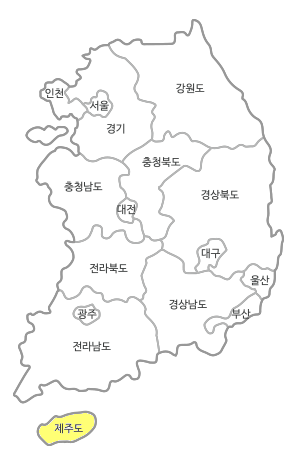 강원도
인천
서울
경기
충청북도
충청남도
경상북도
대전
대구
전라북도
울산
경상남도
광주
부산
전라남도
제주도